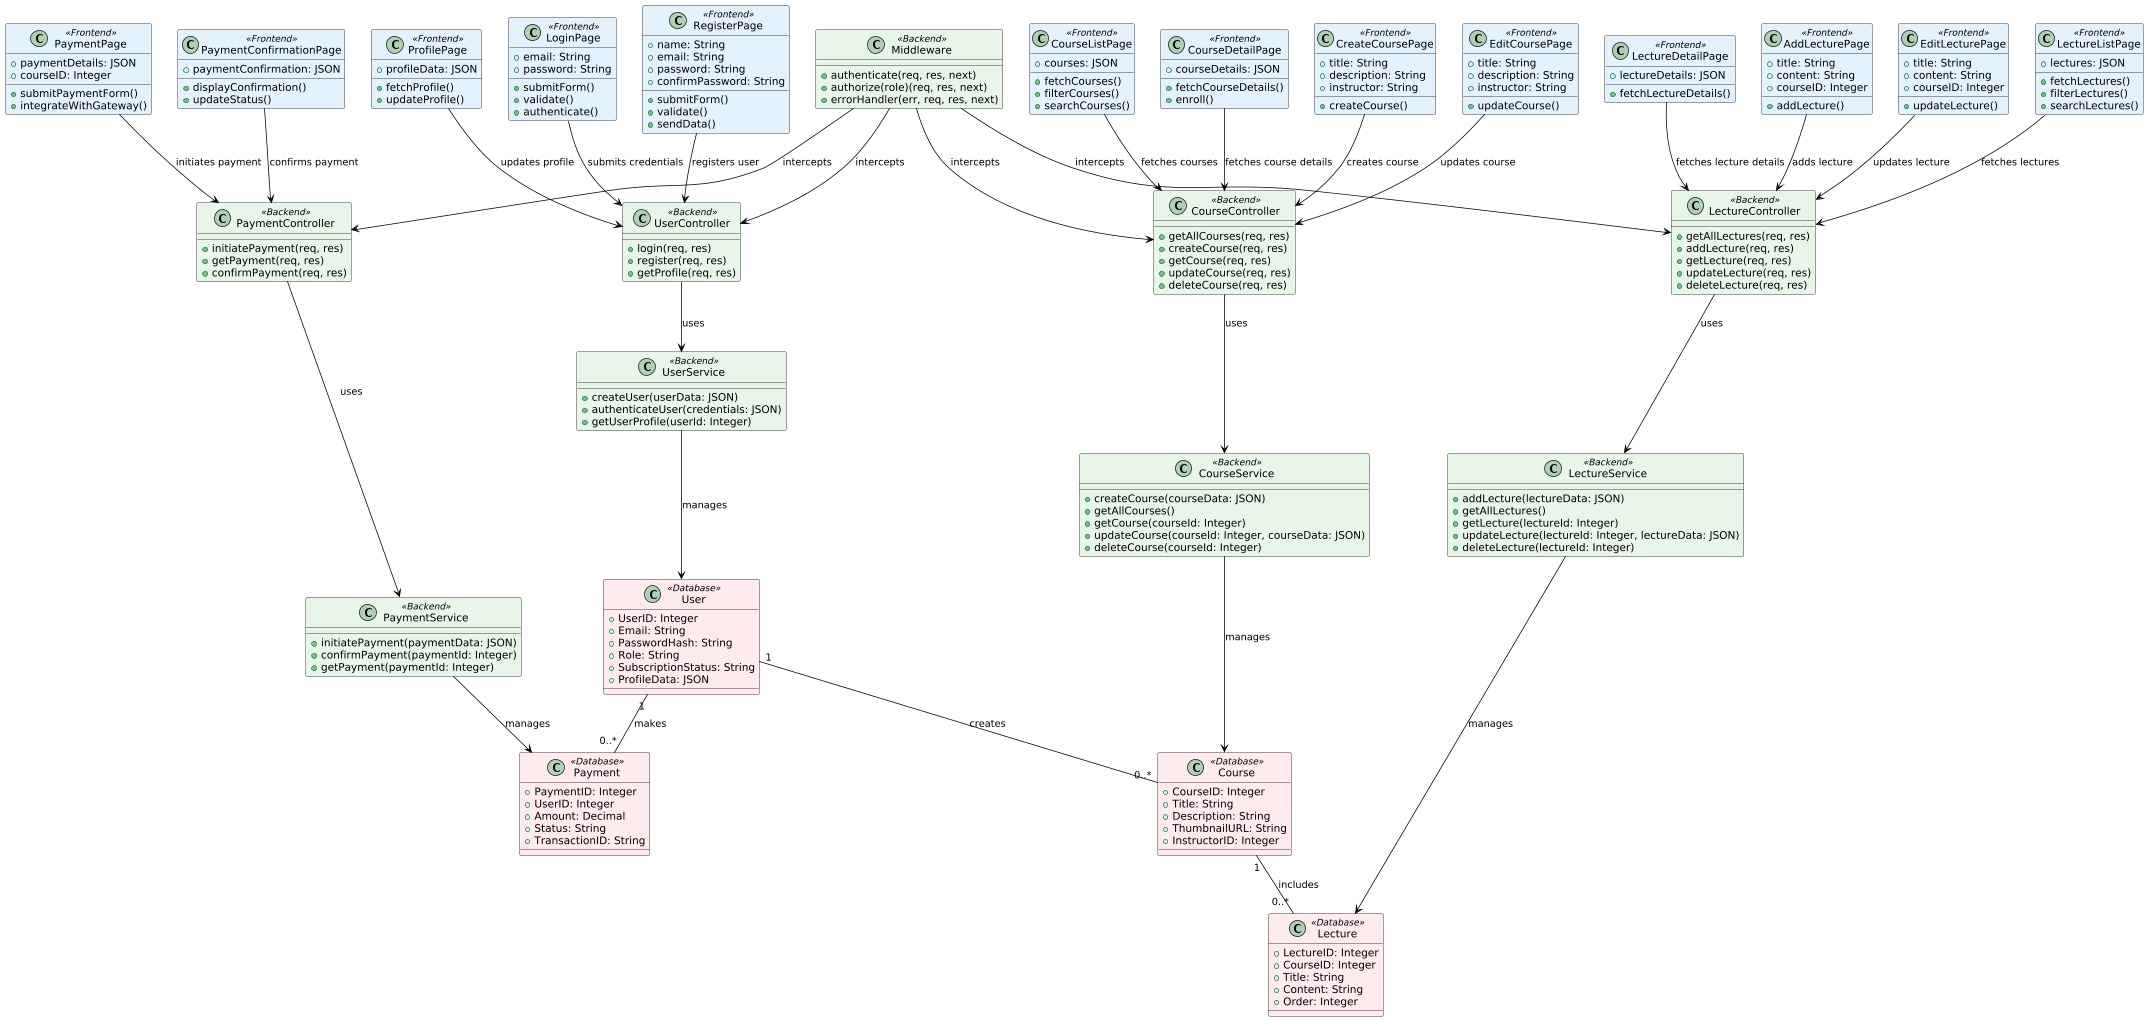 C
«Frontend»
PaymentPage
paymentDetails: JSON
courseID: Integer
submitPaymentForm()
integrateWithGateway()
C
«Frontend»
PaymentConfirmationPage
paymentConfirmation: JSON
displayConfirmation()
updateStatus()
C
«Frontend»
ProfilePage
profileData: JSON
fetchProfile()
updateProfile()
C
«Frontend»
LoginPage
email: String
password: String
submitForm()
validate()
authenticate()
C
«Frontend»
RegisterPage
name: String
email: String
password: String
confirmPassword: String
submitForm()
validate()
sendData()
C
«Backend»
Middleware
authenticate(req, res, next)
authorize(role)(req, res, next)
errorHandler(err, req, res, next)
C
«Frontend»
CourseListPage
courses: JSON
fetchCourses()
filterCourses()
searchCourses()
C
«Frontend»
CourseDetailPage
courseDetails: JSON
fetchCourseDetails()
enroll()
C
«Frontend»
CreateCoursePage
title: String
description: String
instructor: String
createCourse()
C
«Frontend»
EditCoursePage
title: String
description: String
instructor: String
updateCourse()
C
«Frontend»
LectureDetailPage
lectureDetails: JSON
fetchLectureDetails()
C
«Frontend»
AddLecturePage
title: String
content: String
courseID: Integer
addLecture()
C
«Frontend»
EditLecturePage
title: String
content: String
courseID: Integer
updateLecture()
C
«Frontend»
LectureListPage
lectures: JSON
fetchLectures()
filterLectures()
searchLectures()
initiates payment
confirms payment
updates profile
submits credentials
registers user
intercepts
intercepts
intercepts
intercepts
fetches courses
fetches course details
creates course
updates course
fetches lecture details
adds lecture
updates lecture
fetches lectures
C
«Backend»
PaymentController
initiatePayment(req, res)
getPayment(req, res)
confirmPayment(req, res)
C
«Backend»
UserController
login(req, res)
register(req, res)
getProfile(req, res)
C
«Backend»
CourseController
getAllCourses(req, res)
createCourse(req, res)
getCourse(req, res)
updateCourse(req, res)
deleteCourse(req, res)
C
«Backend»
LectureController
getAllLectures(req, res)
addLecture(req, res)
getLecture(req, res)
updateLecture(req, res)
deleteLecture(req, res)
uses
uses
uses
uses
C
«Backend»
UserService
createUser(userData: JSON)
authenticateUser(credentials: JSON)
getUserProfile(userId: Integer)
C
«Backend»
CourseService
createCourse(courseData: JSON)
getAllCourses()
getCourse(courseId: Integer)
updateCourse(courseId: Integer, courseData: JSON)
deleteCourse(courseId: Integer)
C
«Backend»
LectureService
addLecture(lectureData: JSON)
getAllLectures()
getLecture(lectureId: Integer)
updateLecture(lectureId: Integer, lectureData: JSON)
deleteLecture(lectureId: Integer)
manages
C
«Backend»
PaymentService
initiatePayment(paymentData: JSON)
confirmPayment(paymentId: Integer)
getPayment(paymentId: Integer)
C
«Database»
User
UserID: Integer
Email: String
PasswordHash: String
Role: String
SubscriptionStatus: String
ProfileData: JSON
manages
1
1
manages
makes
creates
manages
0..*
0..*
C
«Database»
Payment
PaymentID: Integer
UserID: Integer
Amount: Decimal
Status: String
TransactionID: String
C
«Database»
Course
CourseID: Integer
Title: String
Description: String
ThumbnailURL: String
InstructorID: Integer
1
includes
0..*
C
«Database»
Lecture
LectureID: Integer
CourseID: Integer
Title: String
Content: String
Order: Integer